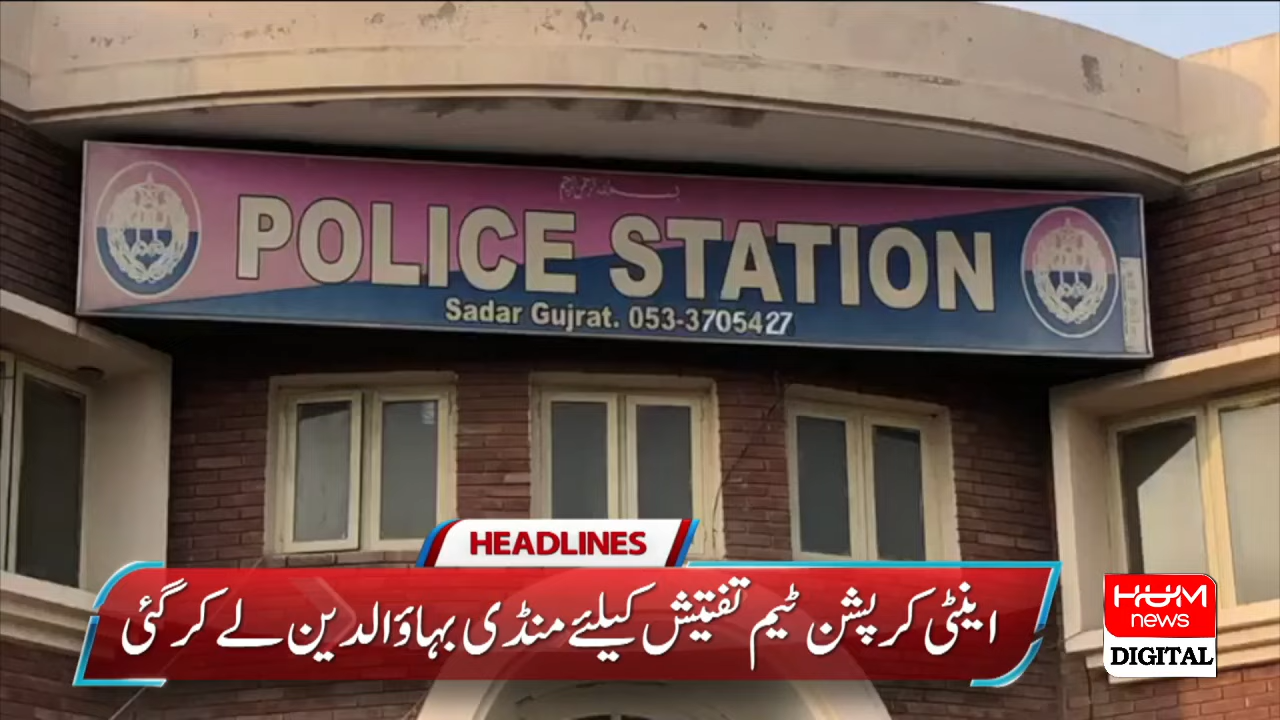 POLICE STATION
Sadar Gujrat. 053-3705427
HEADLINES
اینٹی کرپشن ٹیم تفتیش کیلئے منڈی بہاؤالدین لے کر گئی
HUM
news
DIGITAL